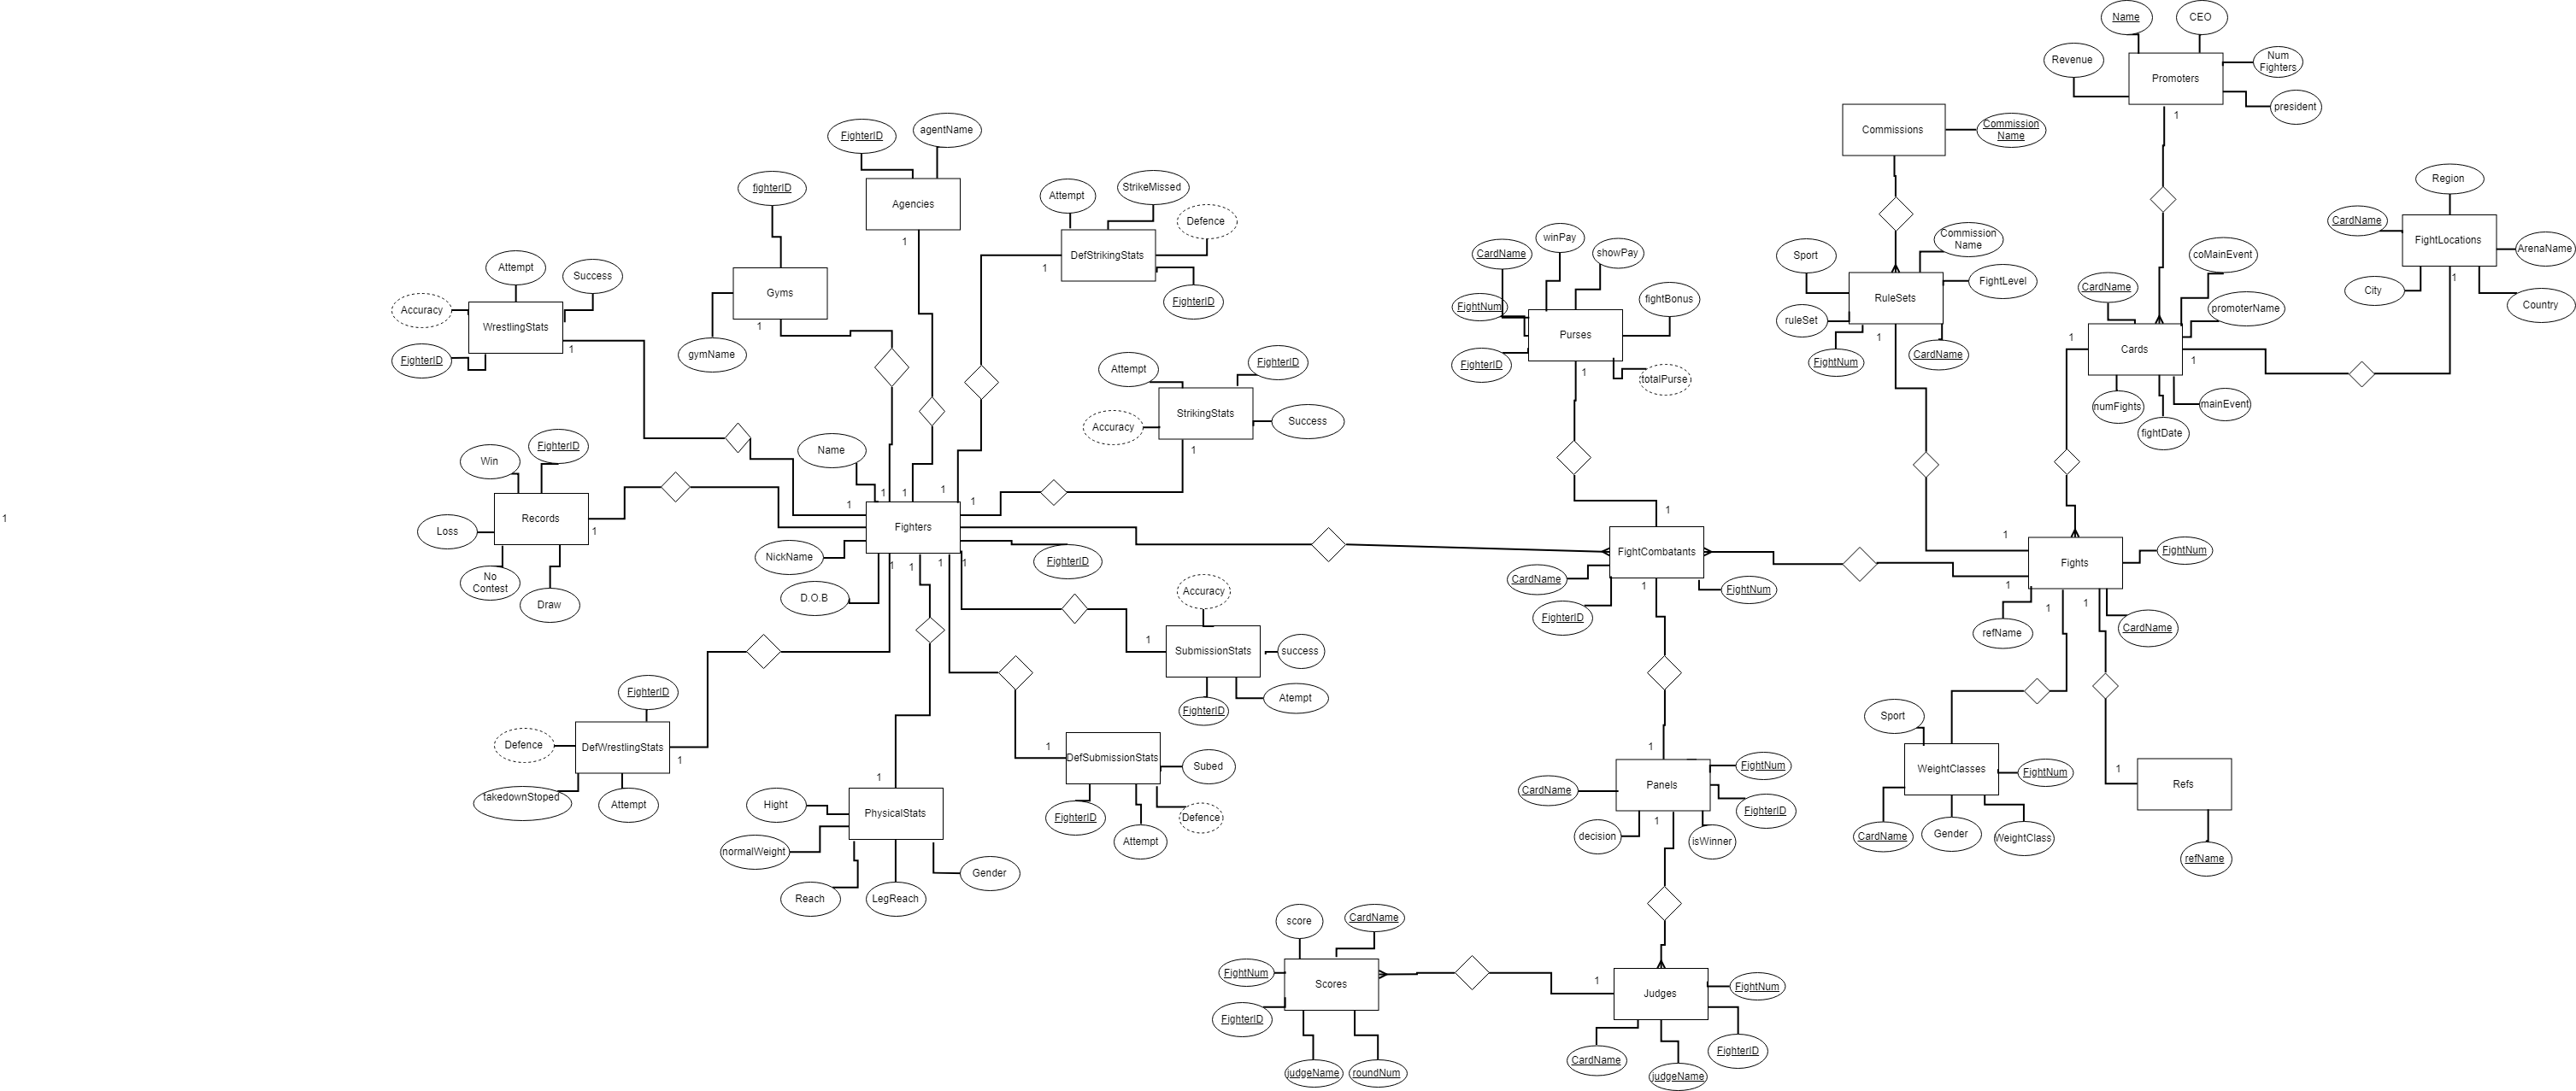 Name
CEO
Revenue
Num
Fighters
Promoters
president
1
Commissions
Commission
Name
FighterID
agentName
Agencies
1
fighterID
Gyms
1
gymName
Attempt
StrikeMissed
Defence
DefStrikingStats
1
FighterID
Attempt
Success
Accuracy
WrestlingStats
FighterID
1
Attempt
FighterID
Accuracy
StrikingStats
Success
1
CardName
winPay
showPay
FightNum
fightBonus
Purses
FighterID
totalPurse
1
Sport
Commission
Name
FightLevel
RuleSets
ruleSet
FightNum
CardName
1
CardName
coMainEvent
promoterName
Cards
1
1
numFights
mainEvent
fightDate
Region
CardName
FightLocations
ArenaName
City
Country
1
Win
FighterID
Records
Loss
No
Contest
Draw
1
1
Name
1
1
1
1
1
Fighters
NickName
FighterID
D.O.B
1
1
1
1
1
FightCombatants
CardName
FighterID
FightNum
1
1
1
Fights
FightNum
refName
CardName
1
1
Accuracy
SubmissionStats
success
1
FighterID
Atempt
FighterID
Defence
DefWrestlingStats
takedownStoped
Attempt
1
DefSubmissionStats
1
Subed
FighterID
Defence
Attempt
1
Hight
PhysicalStats
normalWeight
Reach
LegReach
Gender
1
Panels
FightNum
CardName
FighterID
decision
isWinner
1
Sport
WeightClasses
FightNum
CardName
Gender
WeightClass
1
Refs
refName
score
CardName
FightNum
Scores
FighterID
judgeName
roundNum
1
Judges
FightNum
CardName
FighterID
judgeName